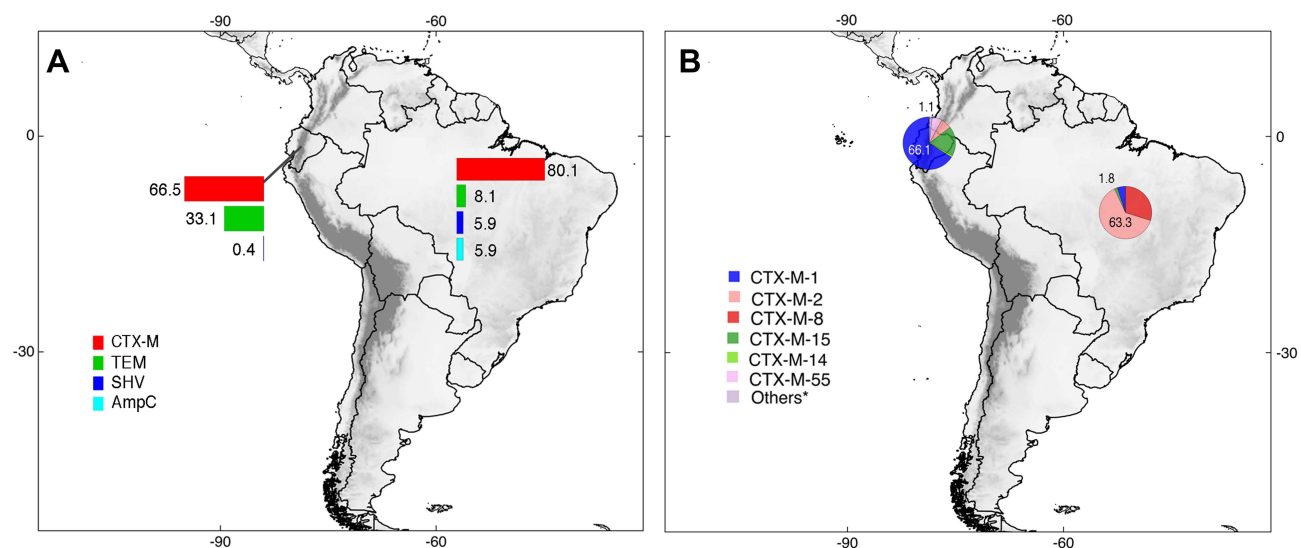 -90
-60
-90
-60
A
B
0
0
1.1
66.1
66.5
80.1
33.1
8.1
0.4
5.9
5.9
1.8
63.3
CTX-M-1
CTX-M-2
CTX-M-8
CTX-M-15
CTX-M-14
CTX-M-55
Others*
CTX-M
TEM
SHV
AmpC
-30
-30
-90
-60
-90
-60